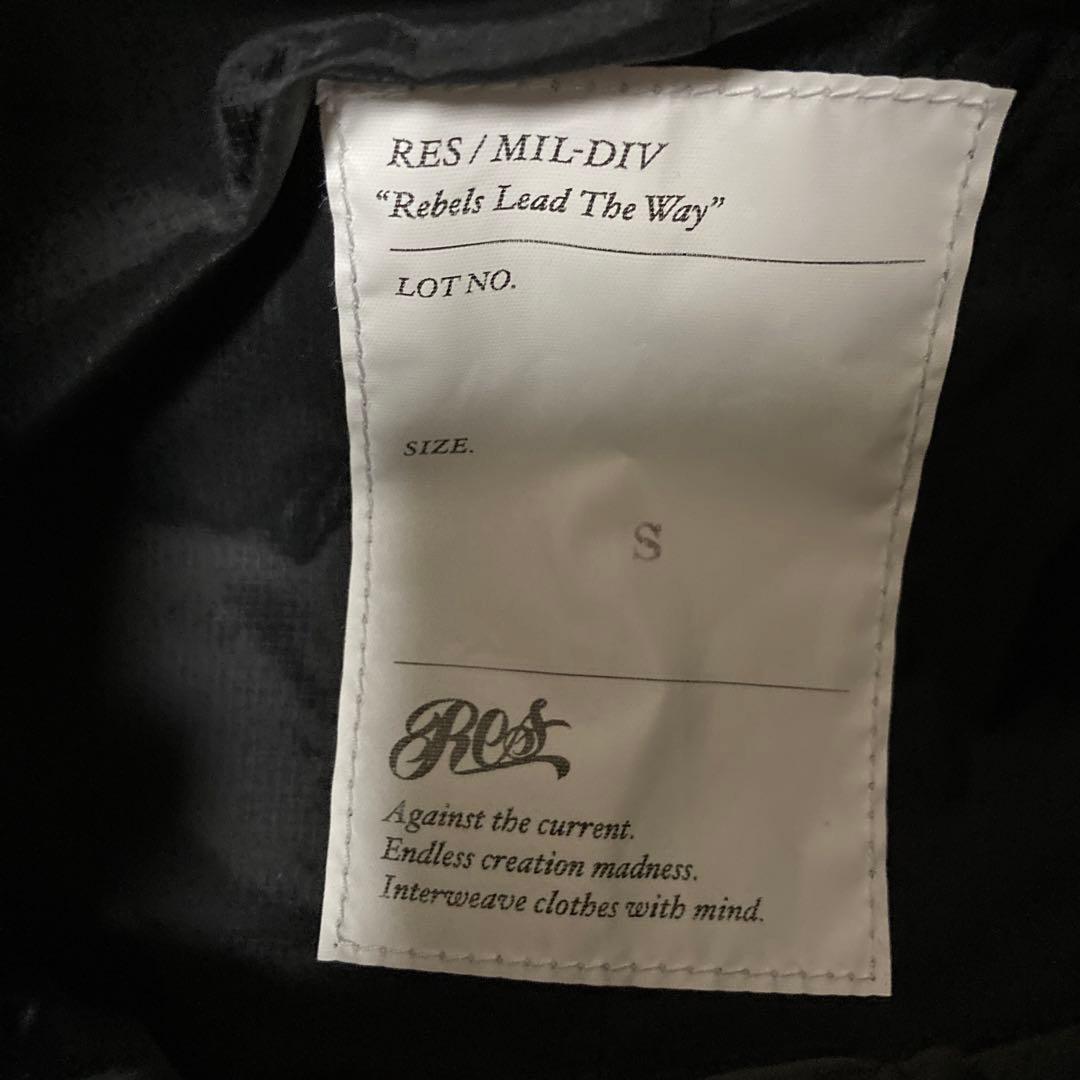 RES / MIL-DIV
“Rebels Lead The Way”
LOT NO.
SIZE.
S
Res
Against the current.
Endless creation madness.
Interweave clothes with mind.